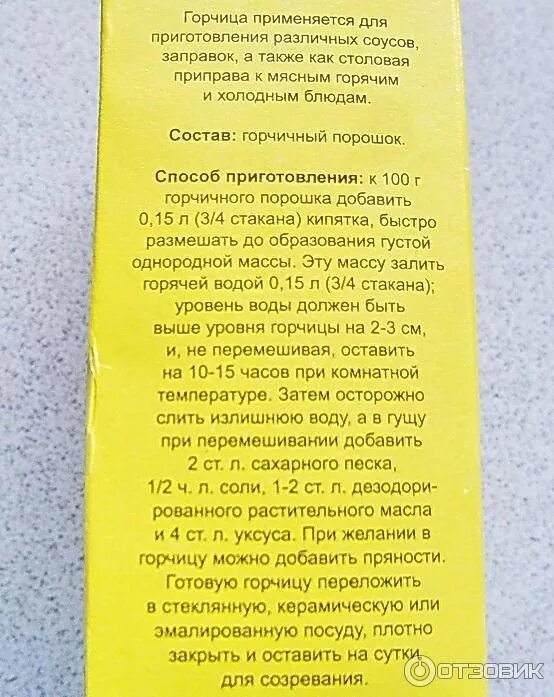 Горчица применяется для
приготовления различных соусов,
заправок, а также как столовая
приправа к мясным горячим
и холодным блюдам.
Состав: горчичный порошок.
Способ приготовления: к 100 г
горчичного порошка добавить
0,15 л (3/4 стакана) кипятка, быстро
размешать до образования густой
однородной массы. Эту массу залить
горячей водой 0,15 л (3/4 стакана);
уровень воды должен быть
выше уровня горчицы на 2-3 см,
и, не перемешивая, оставить
на 10-15 часов при комнатной
температуре. Затем осторожно
слить излишнюю воду, а в гущу
при перемешивании добавить
2 ст. л. сахарного песка,
1/2 ч. л. соли, 1-2 ст. л. дезодори-
рованного растительного масла
и 4 ст. л. уксуса. При желании в
горчицу можно добавить пряности.
Готовую горчицу переложить
в стеклянную, керамическую или
эмалированную посуду, плотно
закрыть и оставить на сутки
для созревания.
ОТЗОВИК